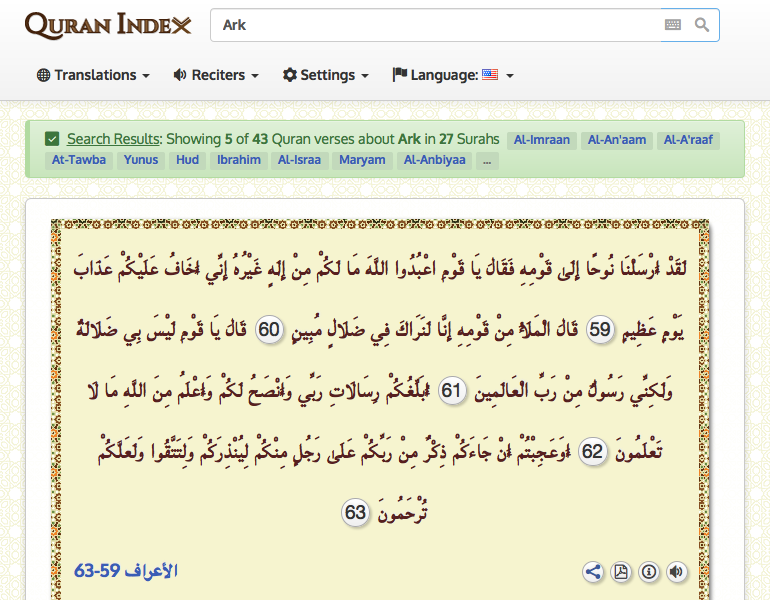 QURAN INDEX
Ark
Translations
Reciters
Settings
Language:
Search Results: Showing 5 of 43 Quran verses about Ark in 27 Surahs Al-Imraan Al-An'aam Al-A'raaf
At-Tawba Yunus Hud Ibrahim Al-Israa Maryam Al-Anbiyaa ...
لَقَدْ أَرْسَلْنَا نُوحًا إِلَىٰ قَوْمِهِ فَقَالَ يَا قَوْمِ اعْبُدُوا اللَّهَ مَا لَكُمْ مِنْ إِلَٰهٍ غَيْرُهُ إِنِّي أَخَافُ عَلَيْكُمْ عَذَابَ
يَوْمٍ عَظِيمٍ 59 قَالَ الْمَلَأُ مِنْ قَوْمِهِ إِنَّا لَنَرَاكَ فِي ضَلَالٍ مُبِينٍ 60 قَالَ يَا قَوْمِ لَيْسَ بِي ضَلَالَةٌ
وَلَٰكِنِّي رَسُولٌ مِنْ رَبِّ الْعَالَمِينَ 61 أُبَلِّغُكُمْ رِسَالَاتِ رَبِّي وَأَنْصَحُ لَكُمْ وَأَعْلَمُ مِنَ اللَّهِ مَا لَا
تَعْلَمُونَ 62 أَوَعَجِبْتُمْ أَنْ جَاءَكُمْ ذِكْرٌ مِنْ رَبِّكُمْ عَلَىٰ رَجُلٍ مِنْكُمْ لِيُنْذِرَكُمْ وَلِتَتَّقُوا وَلَعَلَّكُمْ
تُرْحَمُونَ 63
الأعراف 59-63